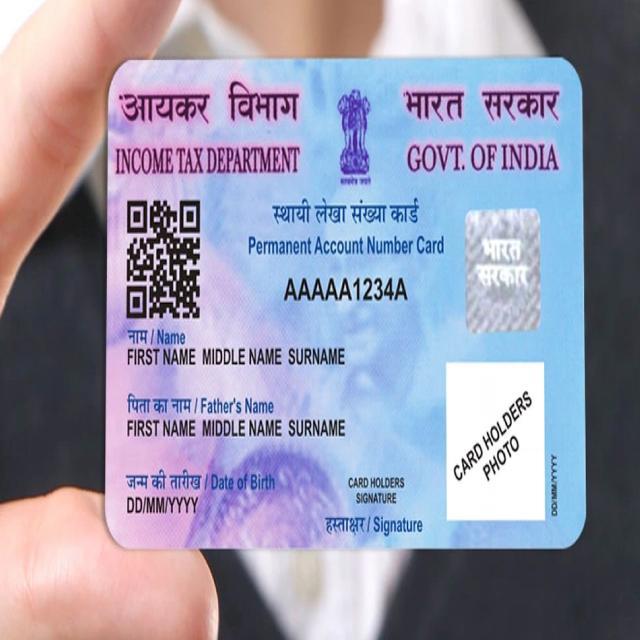 आयकर विभाग
INCOME TAX DEPARTMENT
भारत सरकार
GOVT. OF INDIA
सत्यमेव जयते
स्थायी लेखा संख्या कार्ड
Permanent Account Number Card
AAAAA1234A
भारत
सरकार
नाम / Name
FIRST NAME MIDDLE NAME SURNAME
पिता का नाम / Father's Name
FIRST NAME MIDDLE NAME SURNAME
CARD HOLDERS
PHOTO
जन्म की तारीख / Date of Birth
DD/MM/YYYY
CARD HOLDERS
SIGNATURE
हस्ताक्षर / Signature
DD/MM/YYYY